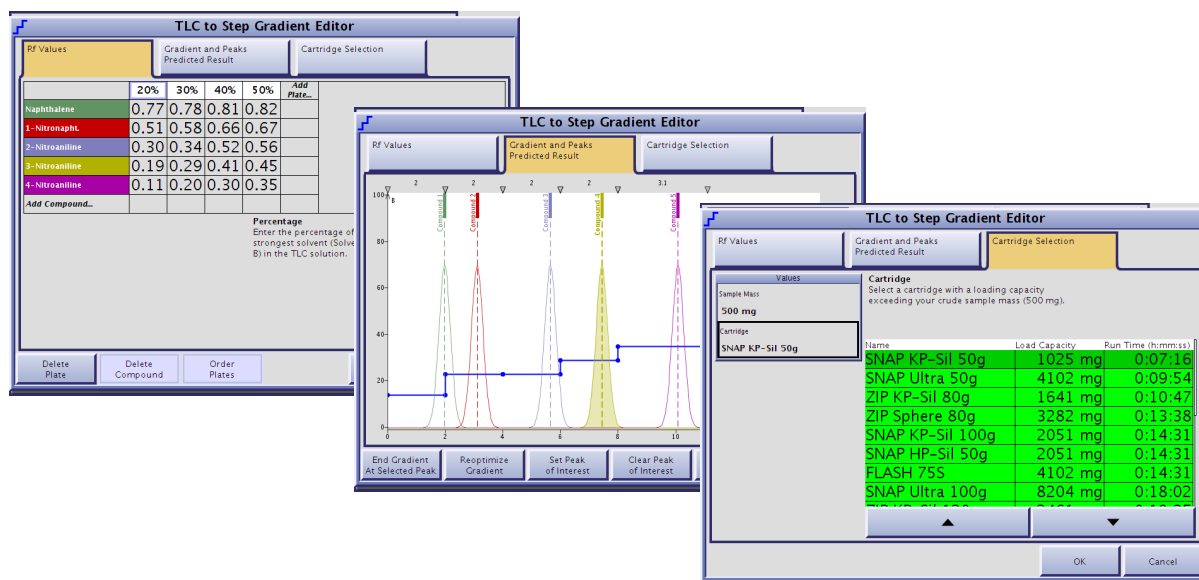 TLC to Step Gradient Editor
Rf Values
Gradient and Peaks
Predicted Result
Cartridge Selection
20% 30% 40% 50% Add
Plate...
Naphthalene 0.77 0.78 0.81 0.82
1-Nitronapht. 0.51 0.58 0.66 0.67
2-Nitroaniline 0.30 0.34 0.52 0.56
3-Nitroaniline 0.19 0.29 0.41 0.45
4-Nitroaniline 0.11 0.20 0.30 0.35
Add Compound...
Percentage
Enter the percentage of
strongest solvent (Solve
B) in the TLC solution.
Delete
Plate
Delete
Compound
Order
Plates
TLC to Step Gradient Editor
Rf Values
Gradient and Peaks
Predicted Result
Cartridge Selection
2 2 2 2 3.1
100
B
80
60
40
20
0
Compound 1
Compound 2
Compound 3
Compound 4
Compound 5
0 2 4 6 8 10
End Gradient
At Selected Peak
Reoptimize
Gradient
Set Peak
of Interest
Clear Peak
of Interest
TLC to Step Gradient Editor
Rf Values
Gradient and Peaks
Predicted Result
Cartridge Selection
Values
Sample Mass
500 mg
Cartridge
SNAP KP-Sil 50g
Cartridge
Select a cartridge with a loading capacity
exceeding your crude sample mass (500 mg).
Name Load Capacity Run Time (h:mm:ss)
SNAP KP-Sil 50g 1025 mg 0:07:16
SNAP Ultra 50g 4102 mg 0:09:54
ZIP KP-Sil 80g 1641 mg 0:10:47
ZIP Sphere 80g 3282 mg 0:13:38
SNAP KP-Sil 100g 2051 mg 0:14:31
SNAP HP-Sil 50g 2051 mg 0:14:31
FLASH 75S 4102 mg 0:14:31
SNAP Ultra 100g 8204 mg 0:18:02
OK
Cancel